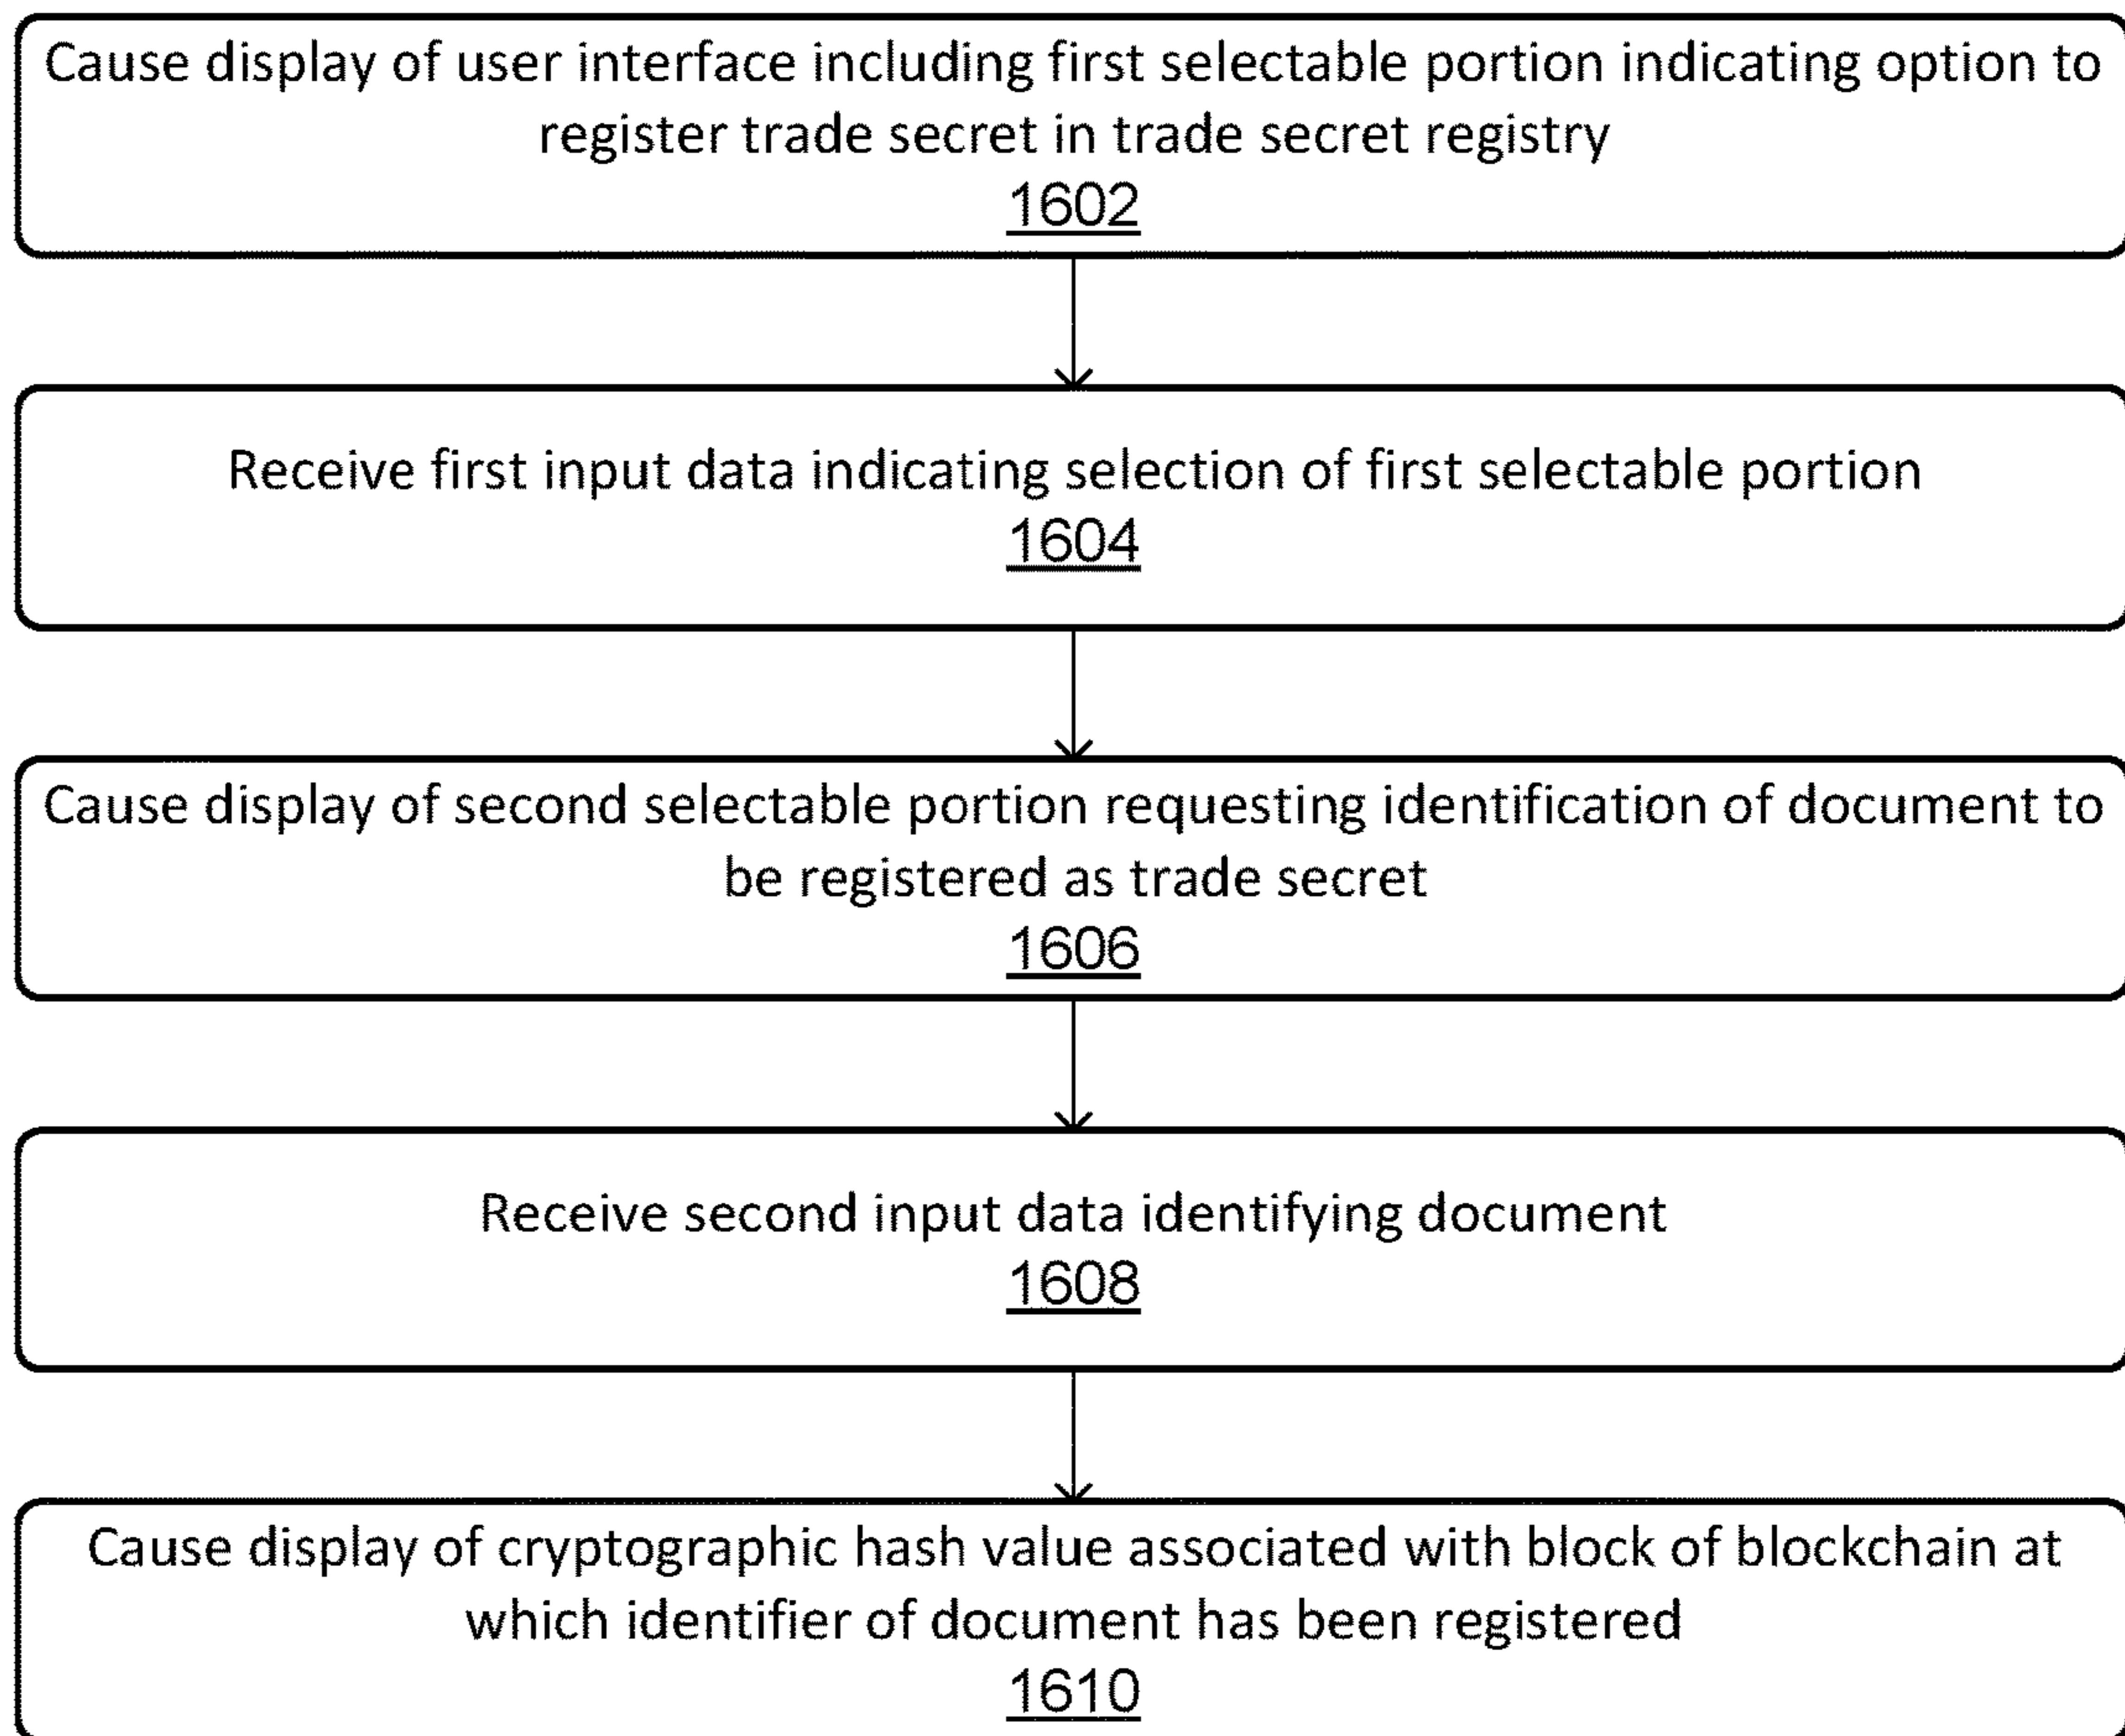 Cause display of user interface including first selectable portion indicating option to
register trade secret in trade secret registry
1602
Receive first input data indicating selection of first selectable portion
1604
Cause display of second selectable portion requesting identification of document to
be registered as trade secret
1606
Receive second input data identifying document
1608
Cause display of cryptographic hash value associated with block of blockchain at
which identifier of document has been registered
1610